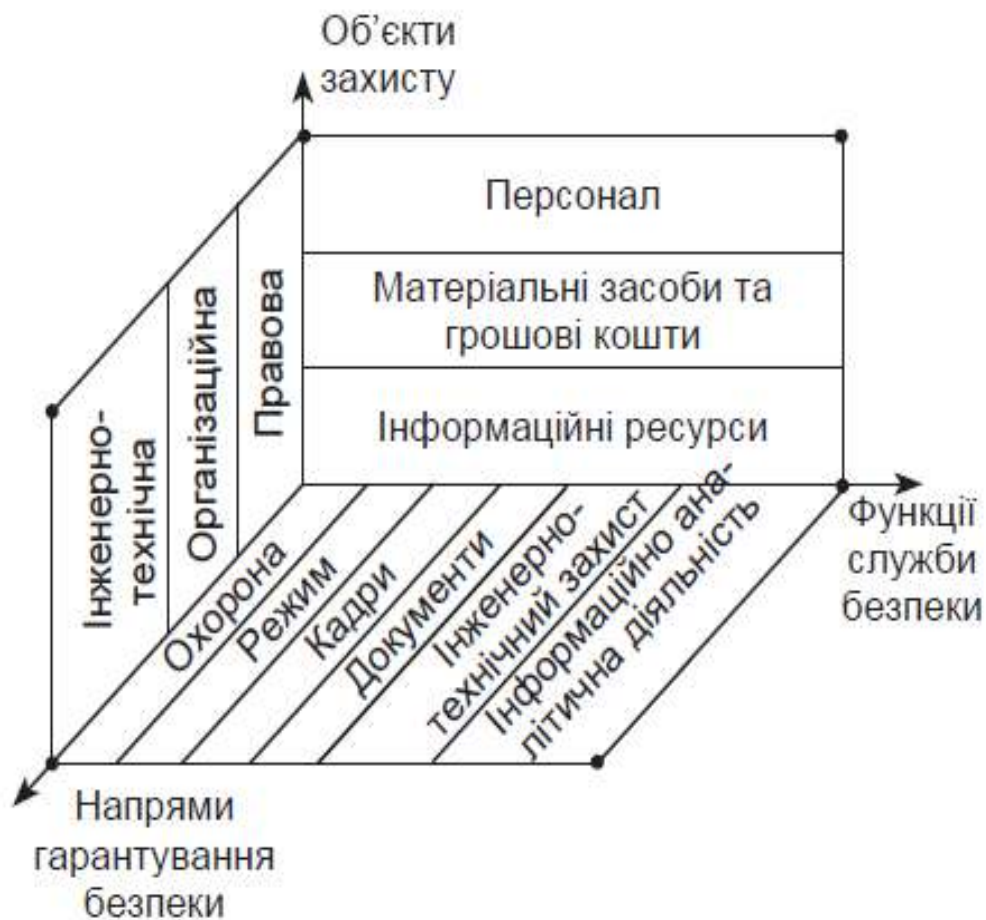 Об’єкти
захисту
Персонал
Матеріальні засоби та
грошові кошти
Інформаційні ресурси
Інженерно-
технічна
Організаційна
Правова
Охорона
Режим
Кадри
Документи
Інженерно-
технічний захист
Інформаційно ана-
літична діяльність
Функції
служби
безпеки
Напрями
гарантування
безпеки